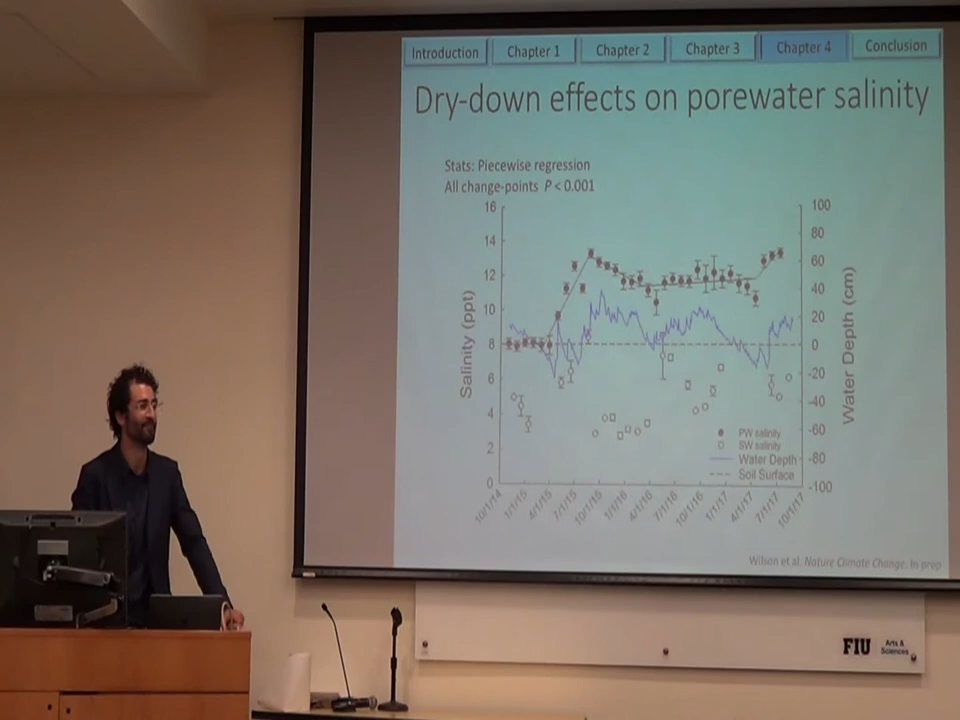 Introduction
Chapter 1
Chapter 2
Chapter 3
Chapter 4
Conclusion
Dry-down effects on porewater salinity
Stats: Piecewise regression
All change-points P < 0.001
16
14
12
10
8
6
4
2
0
Salinity (ppt)
100
80
60
40
20
0
-20
-40
-60
-80
-100
Water Depth (cm)
PW salinity
SW salinity
Water Depth
Soil Surface
10/1/14
1/1/15
4/1/15
7/1/15
10/1/15
1/1/16
4/1/16
7/1/16
10/1/16
1/1/17
4/1/17
7/1/17
10/1/17
Wilson et al. Nature Climate Change. In prep
FIU
Arts &
Sciences